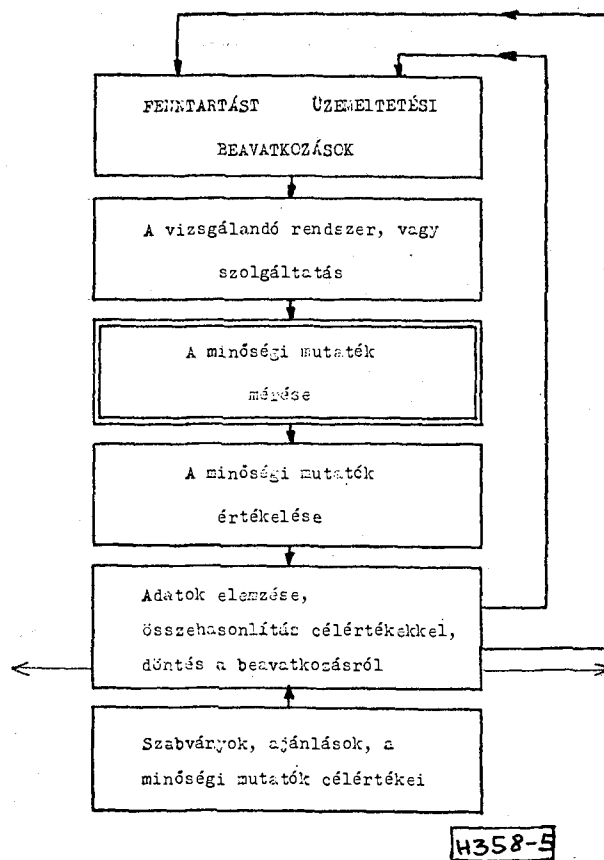 FENNTARTÁST ÜZEMELTETÉSI
BEAVATKOZÁSOK
A vizsgálandó rendszer, vagy
szolgáltatás
A minőségi mutaték
mérése
A minőségi mutatók
értékelése
Adatok elemzése,
összehasonlítás célértékekkel,
döntés a beavatkozásról
Szabványok, ajánlások, a
minőségi mutatók célértékei
H358-5